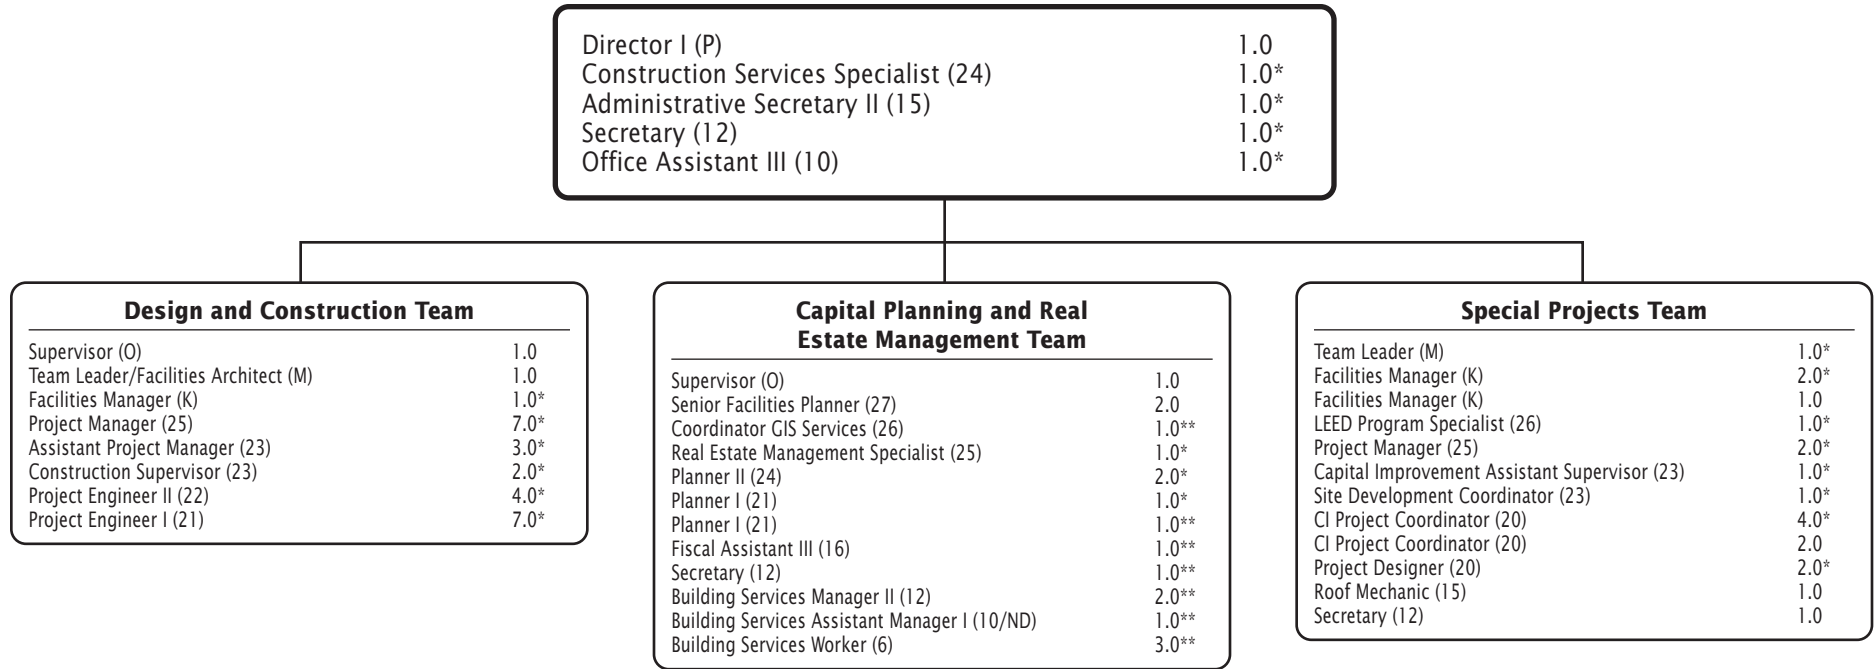 Director I (P) 1.0
Construction Services Specialist (24) 1.0*
Administrative Secretary II (15) 1.0*
Secretary (12) 1.0*
Office Assistant III (10) 1.0*
Design and Construction Team
Supervisor (O) 1.0
Team Leader/Facilities Architect (M) 1.0
Facilities Manager (K) 1.0*
Project Manager (25) 7.0*
Assistant Project Manager (23) 3.0*
Construction Supervisor (23) 2.0*
Project Engineer II (22) 4.0*
Project Engineer I (21) 7.0*
Capital Planning and Real
Estate Management Team
Supervisor (O) 1.0
Senior Facilities Planner (27) 2.0
Coordinator GIS Services (26) 1.0**
Real Estate Management Specialist (25) 1.0*
Planner II (24) 2.0*
Planner I (21) 1.0*
Planner I (21) 1.0**
Fiscal Assistant III (16) 1.0**
Secretary (12) 1.0**
Building Services Manager II (12) 2.0**
Building Services Assistant Manager I (10/ND) 1.0**
Building Services Worker (6) 3.0**
Special Projects Team
Team Leader (M) 1.0*
Facilities Manager (K) 2.0*
Facilities Manager (K) 1.0
LEED Program Specialist (26) 1.0*
Project Manager (25) 2.0*
Capital Improvement Assistant Supervisor (23) 1.0*
Site Development Coordinator (23) 1.0*
CI Project Coordinator (20) 4.0*
CI Project Coordinator (20) 2.0
Project Designer (20) 2.0*
Roof Mechanic (15) 1.0
Secretary (12) 1.0